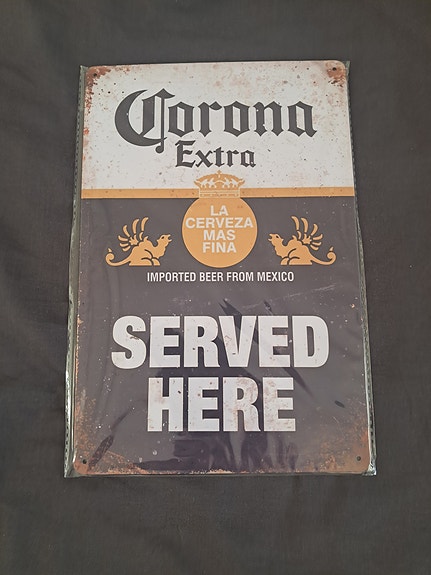 Corona
Extra
LA
CERVEZA
MAS
FINA
IMPORTED BEER FROM MEXICO
SERVED
HERE